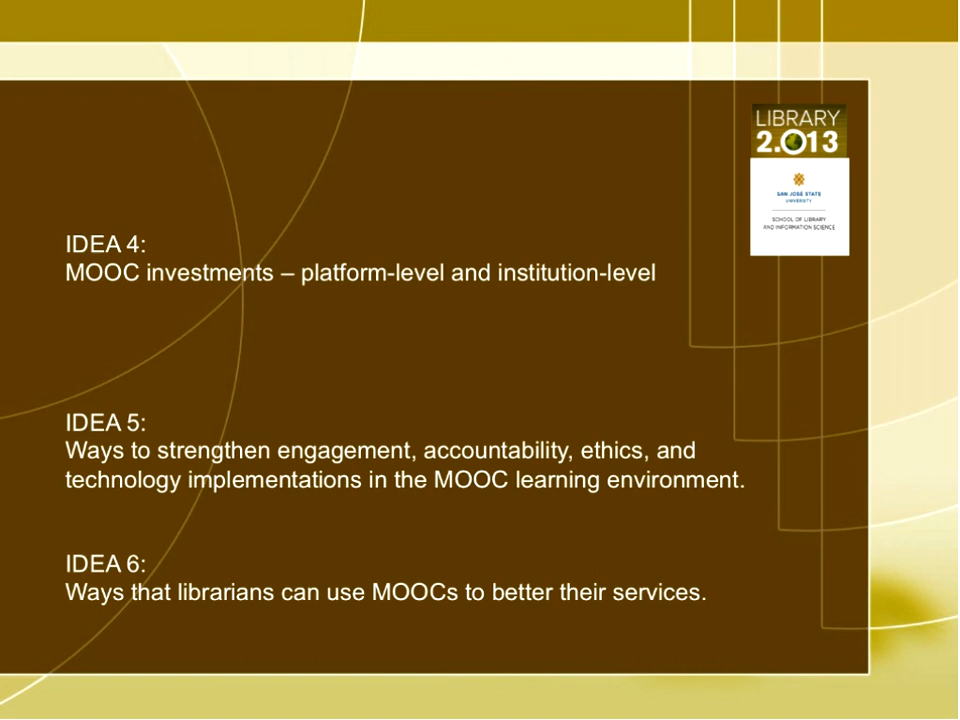 LIBRARY
2.013
SAN JOSÉ STATE
UNIVERSITY
SCHOOL OF LIBRARY
AND INFORMATION SCIENCE
IDEA 4:
MOOC investments – platform-level and institution-level
IDEA 5:
Ways to strengthen engagement, accountability, ethics, and
technology implementations in the MOOC learning environment.
IDEA 6:
Ways that librarians can use MOOCs to better their services.